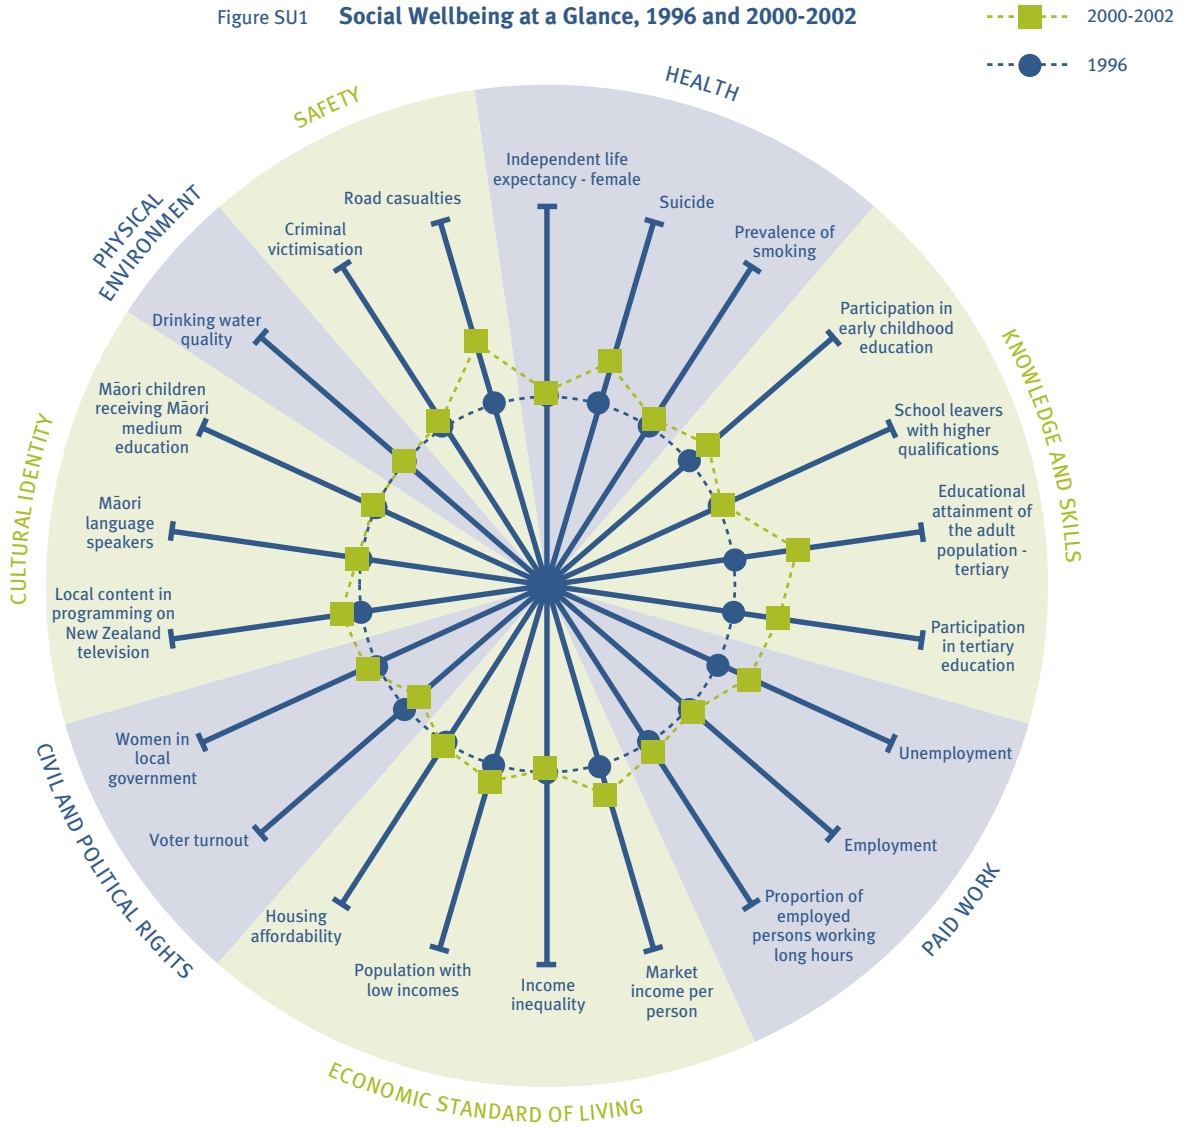 Figure SU1 Social Wellbeing at a Glance, 1996 and 2000-2002
2000-2002
1996
HEALTH
Independent life
expectancy - female
Suicide
Prevalence of
smoking
KNOWLEDGE AND SKILLS
Participation in
early childhood
education
School leavers
with higher
qualifications
Educational
attainment of
the adult
population -
tertiary
Participation
in tertiary
education
PAID WORK
Unemployment
Employment
Proportion of
employed
persons working
long hours
ECONOMIC STANDARD OF LIVING
Market
income per
person
Income
inequality
Population with
low incomes
Housing
affordability
CIVIL AND POLITICAL RIGHTS
Voter turnout
Women in
local
government
CULTURAL IDENTITY
Local content in
programming on
New Zealand
television
Māori
language
speakers
Māori children
receiving Māori
medium
education
PHYSICAL
ENVIRONMENT
Drinking water
quality
SAFETY
Criminal
victimisation
Road casualties